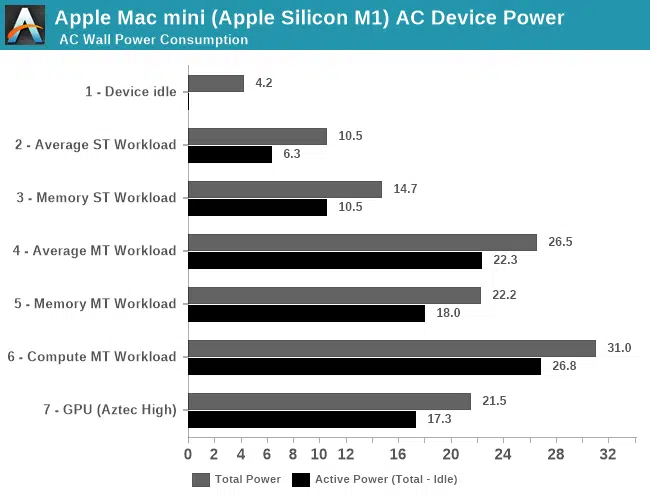 Apple Mac mini (Apple Silicon M1) AC Device Power
AC Wall Power Consumption
1 - Device idle
4.2
2 - Average ST Workload
10.5
6.3
3 - Memory ST Workload
14.7
10.5
4 - Average MT Workload
26.5
22.3
5 - Memory MT Workload
22.2
18.0
6 - Compute MT Workload
31.0
26.8
7 - GPU (Aztec High)
21.5
17.3
0 2 4 6 8 10 12 16 20 24 28 32
Total Power
Active Power (Total - Idle)